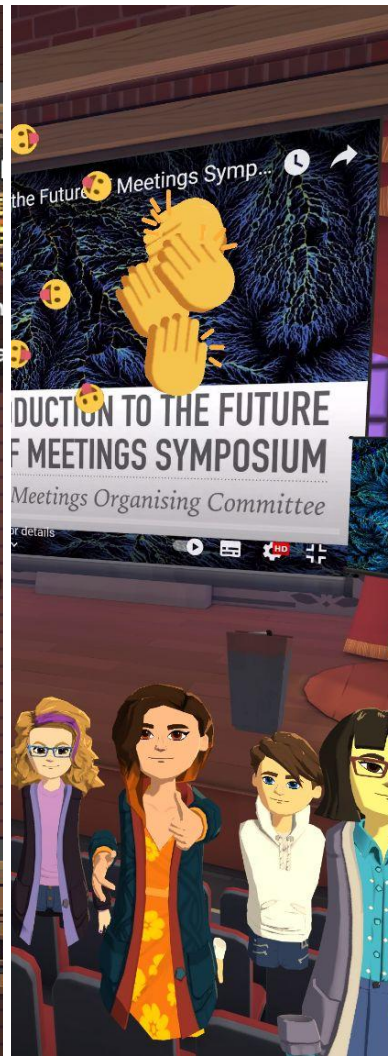 the Future Meetings Symp...
DUCTION TO THE FUTURE
F MEETINGS SYMPOSIUM
Meetings Organising Committee
or details
HD